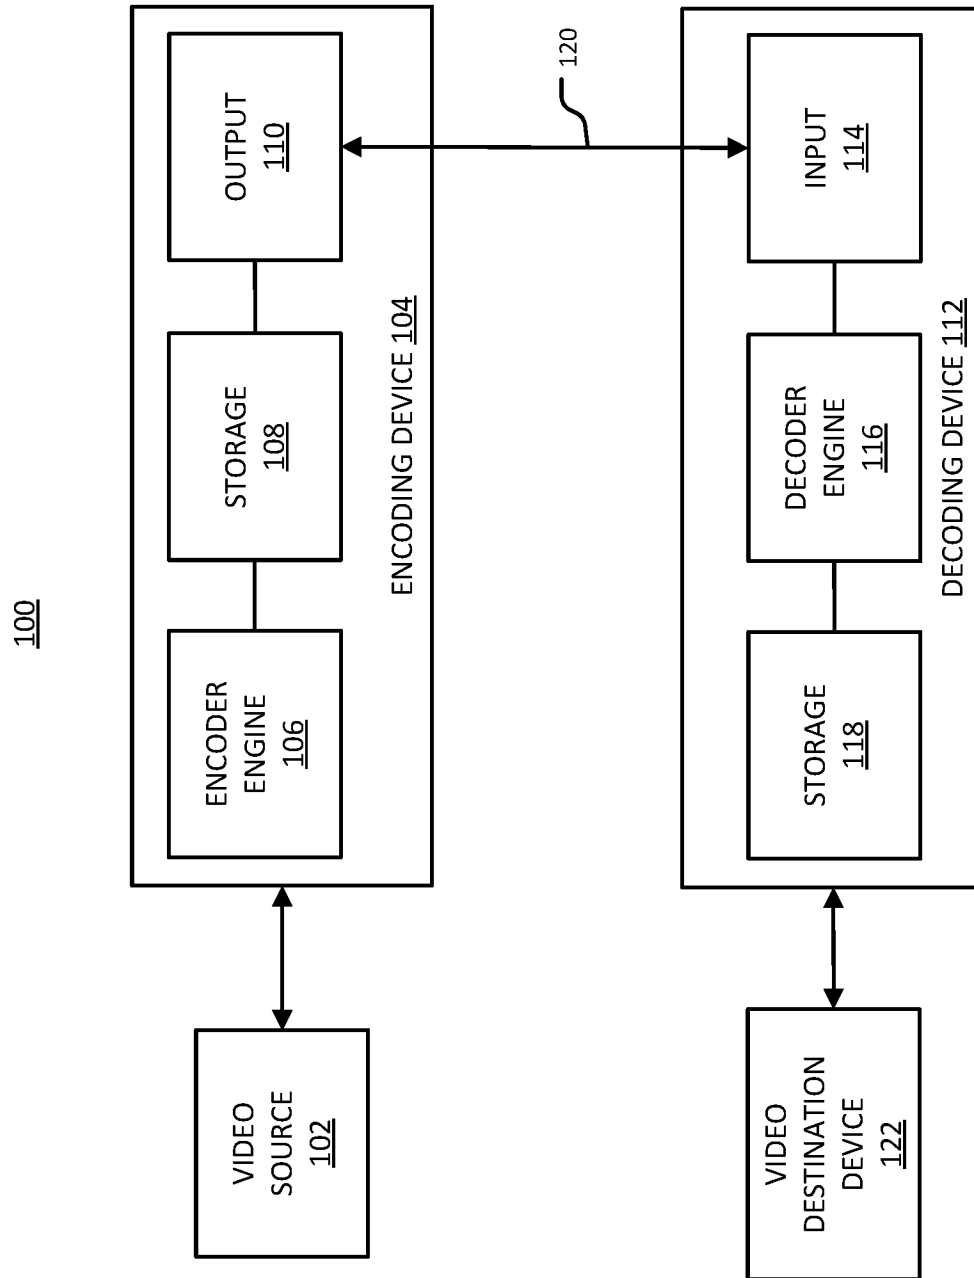 100
VIDEO
SOURCE
102
ENCODER
ENGINE
106
STORAGE
108
OUTPUT
110
ENCODING DEVICE 104
120
VIDEO
DESTINATION
DEVICE
122
STORAGE
118
DECODER
ENGINE
116
INPUT
114
DECODING DEVICE 112